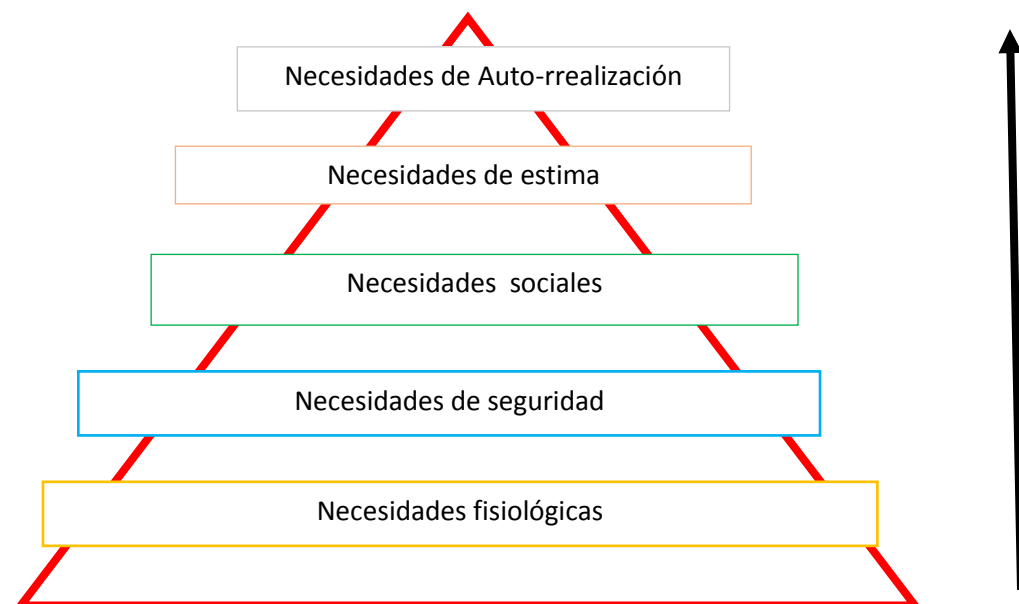 Necesidades de Auto-rrealización
Necesidades de estima
Necesidades  sociales
Necesidades de seguridad
Necesidades fisiológicas